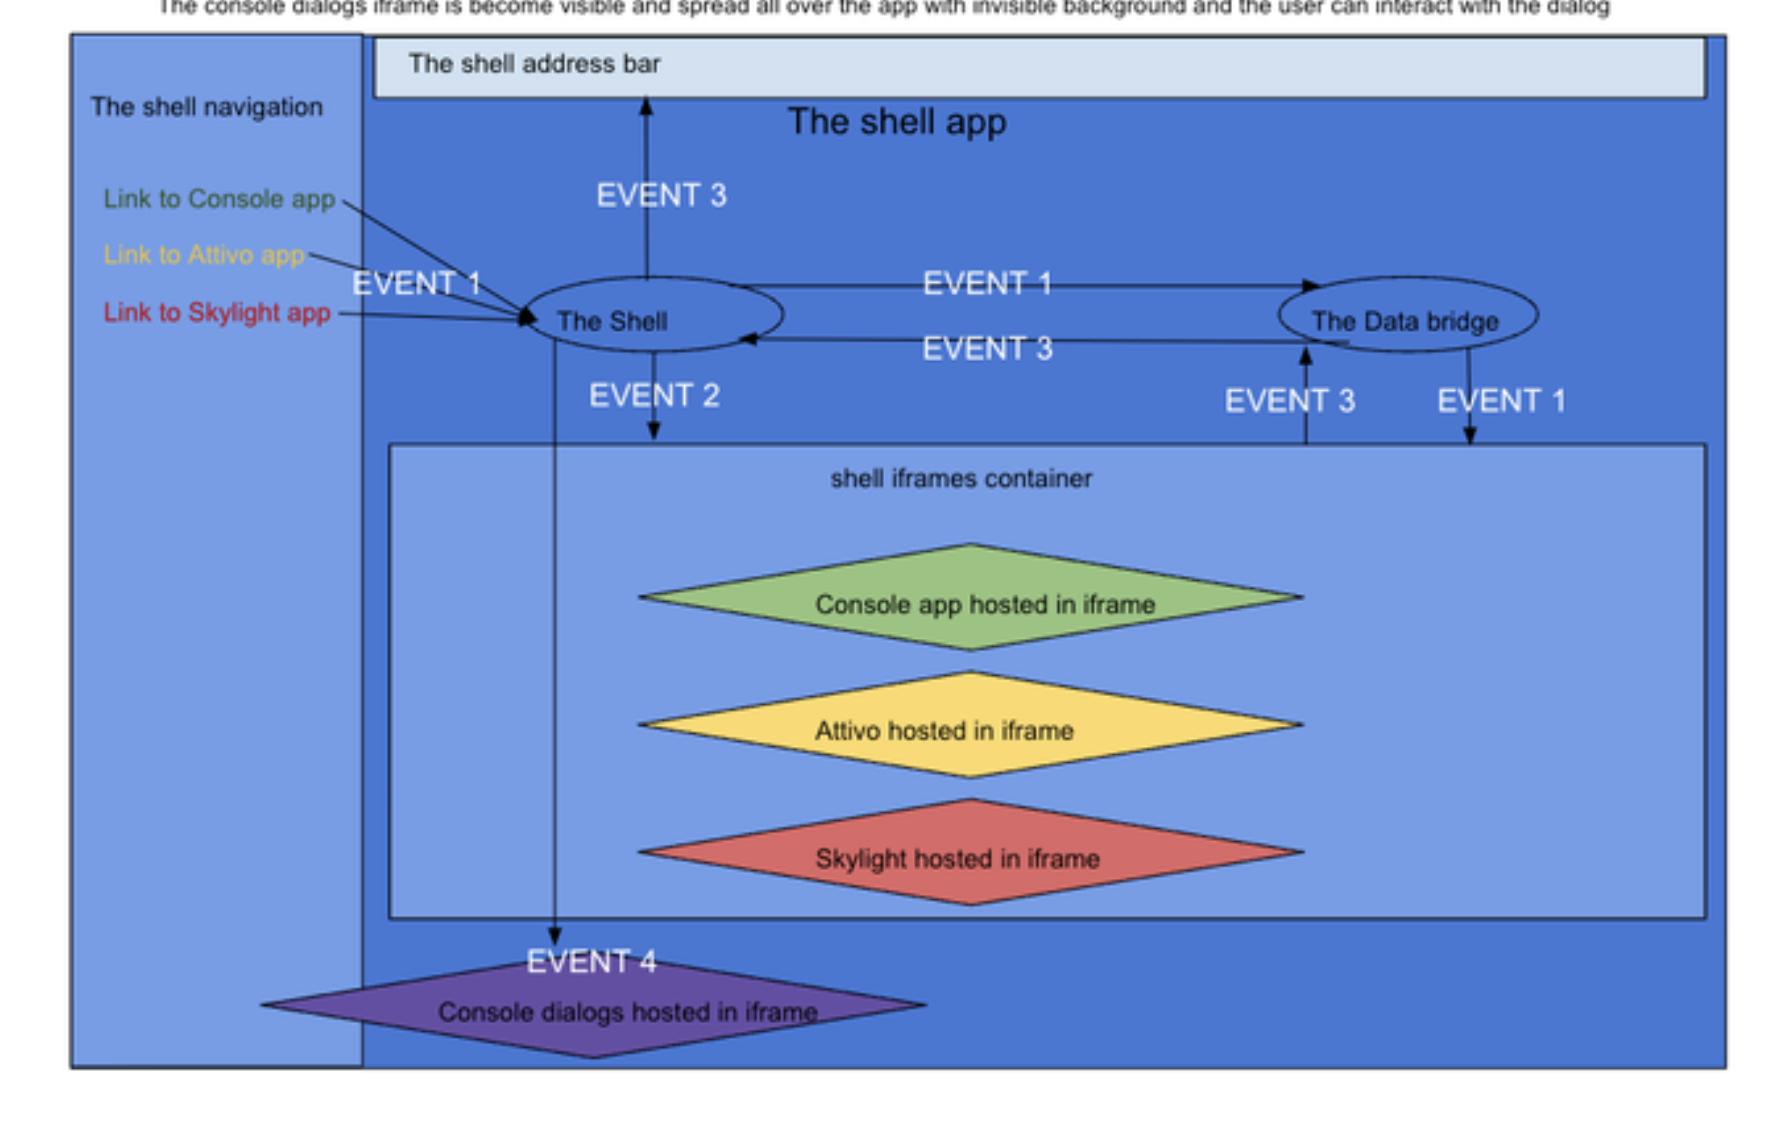 The console dialogs iframe is become visible and spread all over the app with invisible background and the user can interact with the dialog
The shell address bar
The shell navigation
The shell app
Link to Console app
EVENT 3
Link to Attivo app
EVENT 1
EVENT 1
Link to Skylight app
The Shell
The Data bridge
EVENT 3
EVENT 2
EVENT 3
EVENT 1
shell iframes container
Console app hosted in iframe
Attivo hosted in iframe
Skylight hosted in iframe
EVENT 4
Console dialogs hosted in iframe